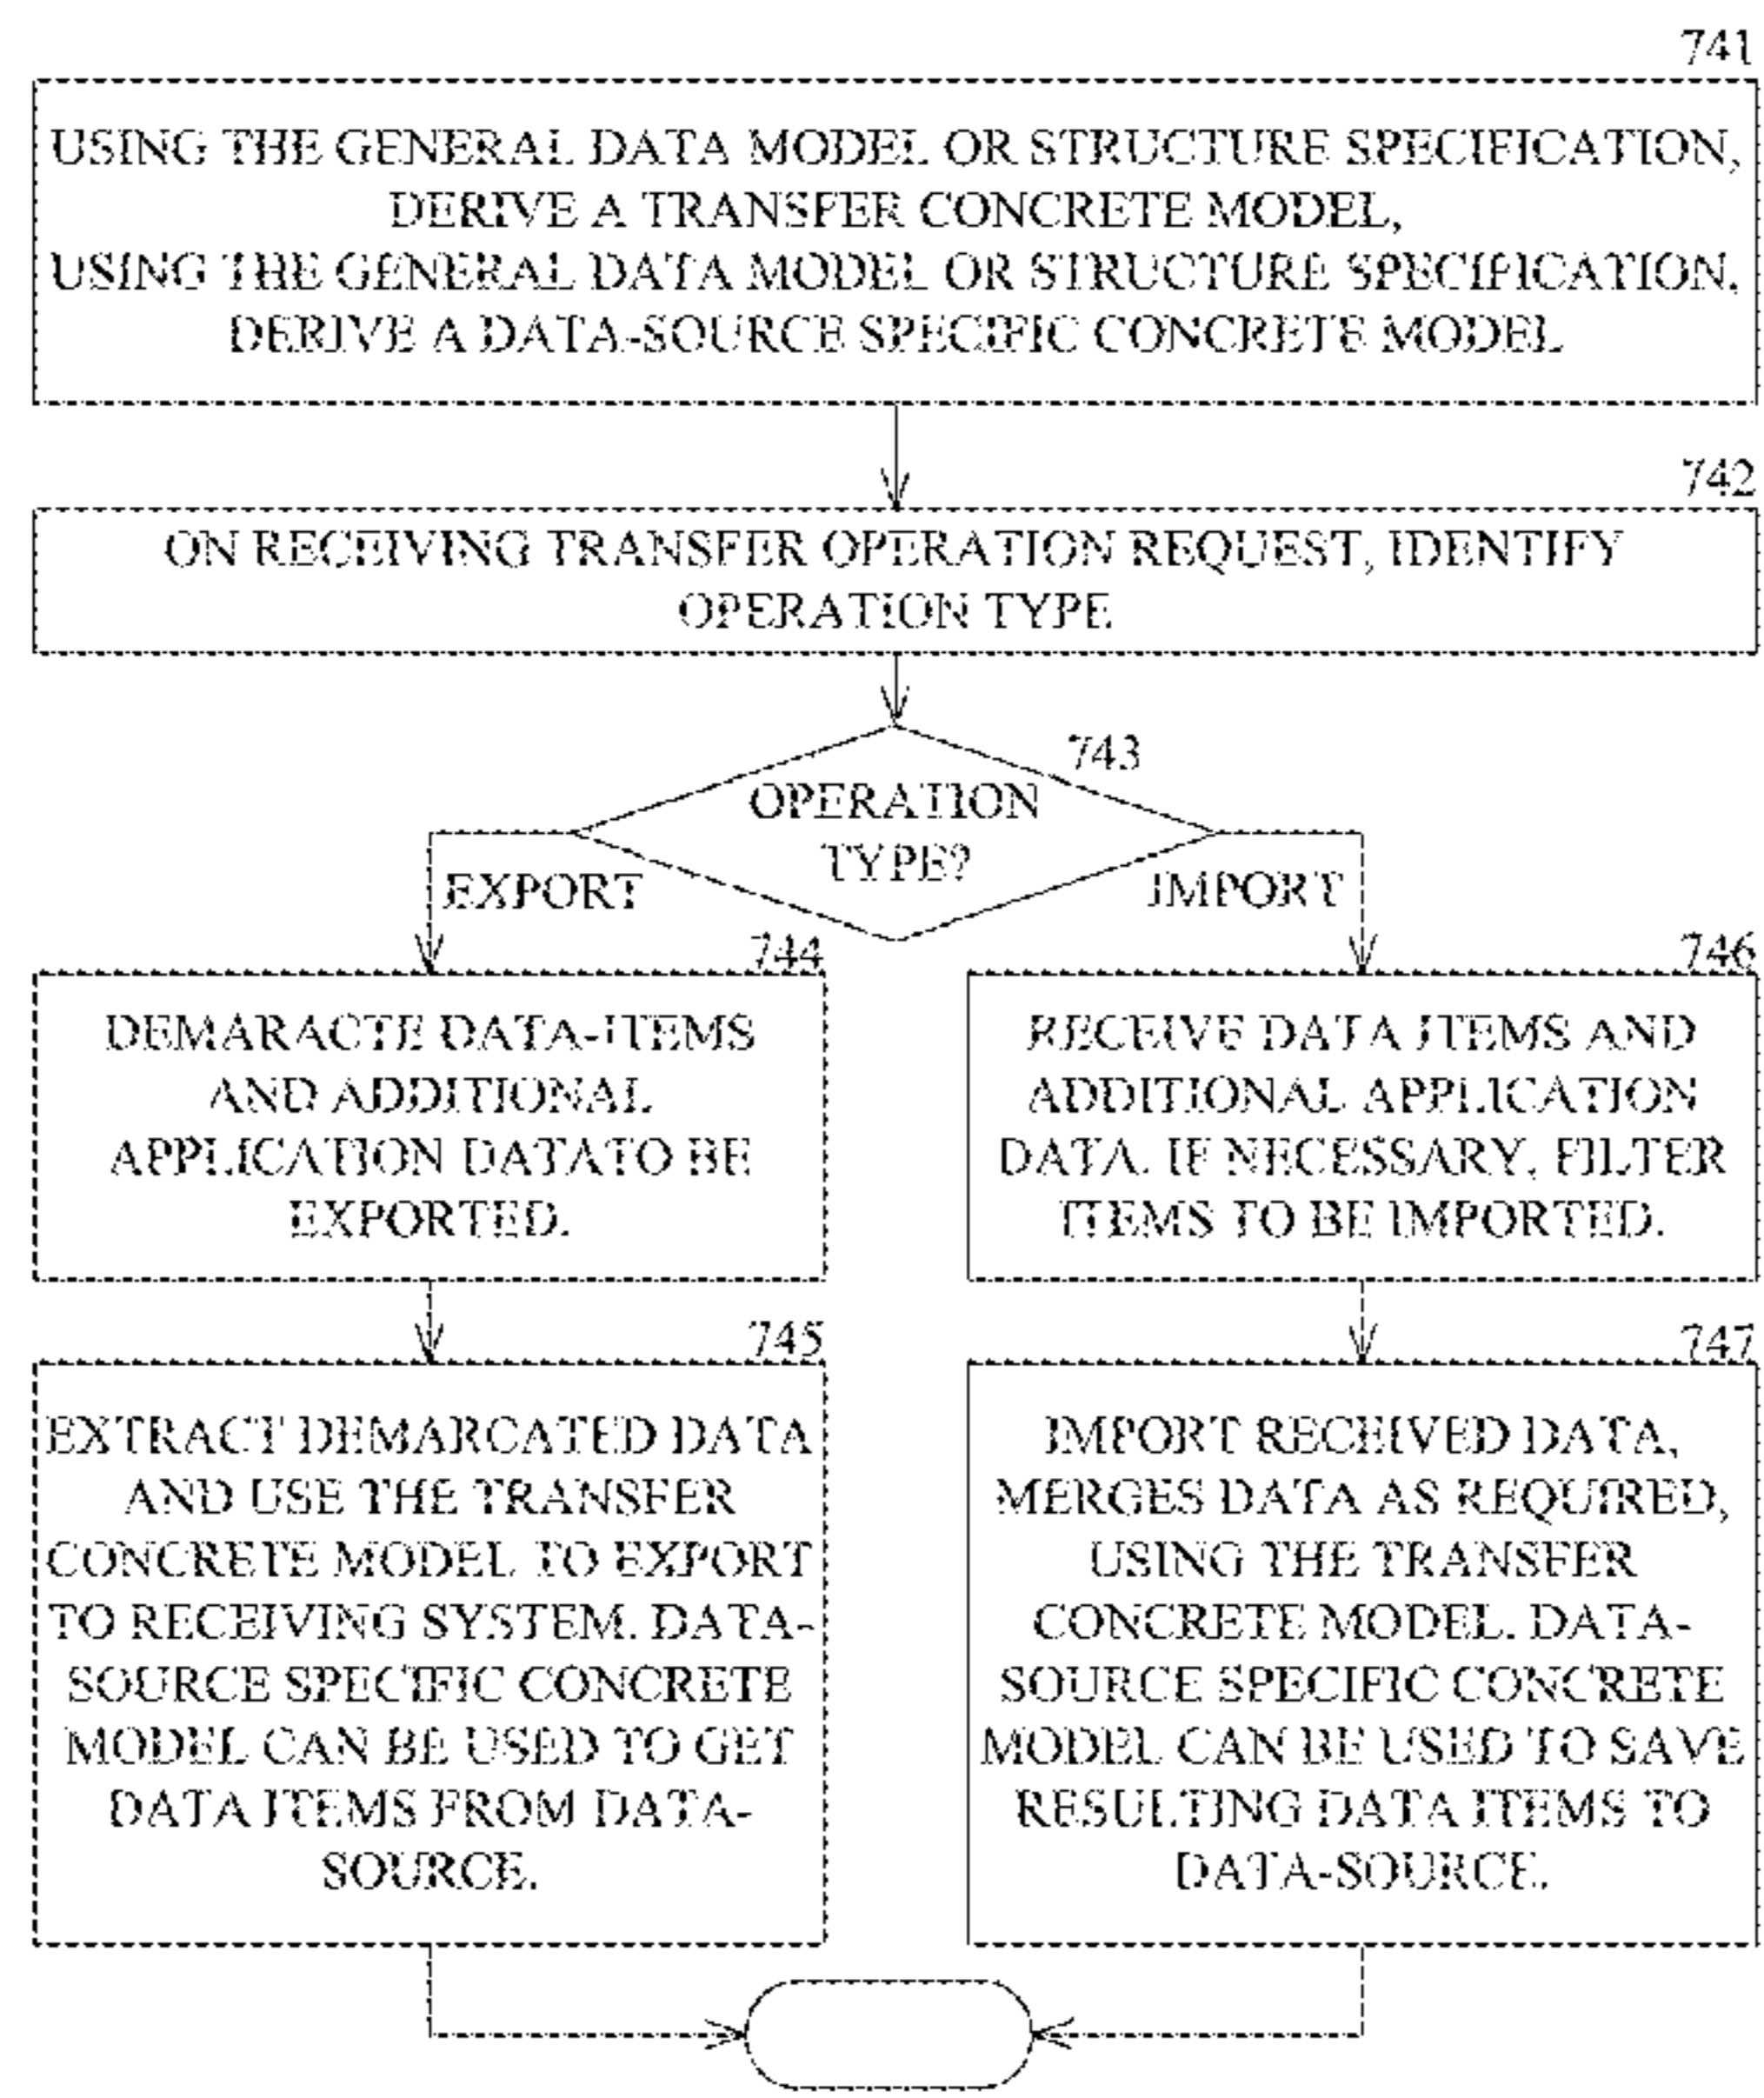 741
USING THE GENERAL DATA MODEL OR STRUCTURE SPECIFICATION,
DERIVE A TRANSFER CONCRETE MODEL,
USING THE GENERAL DATA MODEL OR STRUCTURE SPECIFICATION,
DERIVE A DATA-SOURCE SPECIFIC CONCRETE MODEL
742
ON RECEIVING TRANSFER OPERATION REQUEST, IDENTIFY
OPERATION TYPE
743
OPERATION
TYPE?
EXPORT
IMPORT
744
DEMARACTE DATA-ITEMS
AND ADDITIONAL
APPLICATION DATATO BE
EXPORTED.
746
RECEIVE DATA ITEMS AND
ADDITIONAL APPLICATION
DATA. IF NECESSARY, FILTER
ITEMS TO BE IMPORTED.
745
EXTRACT DEMARCATED DATA
AND USE THE TRANSFER
CONCRETE MODEL TO EXPORT
TO RECEIVING SYSTEM. DATA-
SOURCE SPECIFIC CONCRETE
MODEL CAN BE USED TO GET
DATA ITEMS FROM DATA-
SOURCE.
747
IMPORT RECEIVED DATA,
MERGES DATA AS REQUIRED,
USING THE TRANSFER
CONCRETE MODEL. DATA-
SOURCE SPECIFIC CONCRETE
MODEL CAN BE USED TO SAVE
RESULTING DATA ITEMS TO
DATA-SOURCE.